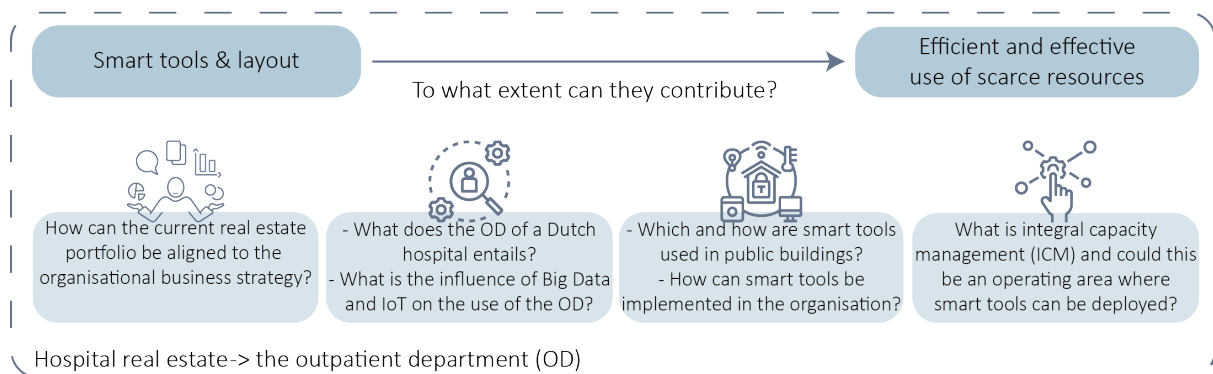 Smart tools & layout
To what extent can they contribute?
Efficient and effective
use of scarce resources
How can the current real estate
portfolio be aligned to the
organisational business strategy?
- What does the OD of a Dutch
hospital entails?
- What is the influence of Big Data
and IoT on the use of the OD?
- Which and how are smart tools
used in public buildings?
- How can smart tools be
implemented in the organisation?
What is integral capacity
management (ICM) and could this
be an operating area where
smart tools can be deployed?
Hospital real estate-> the outpatient department (OD)